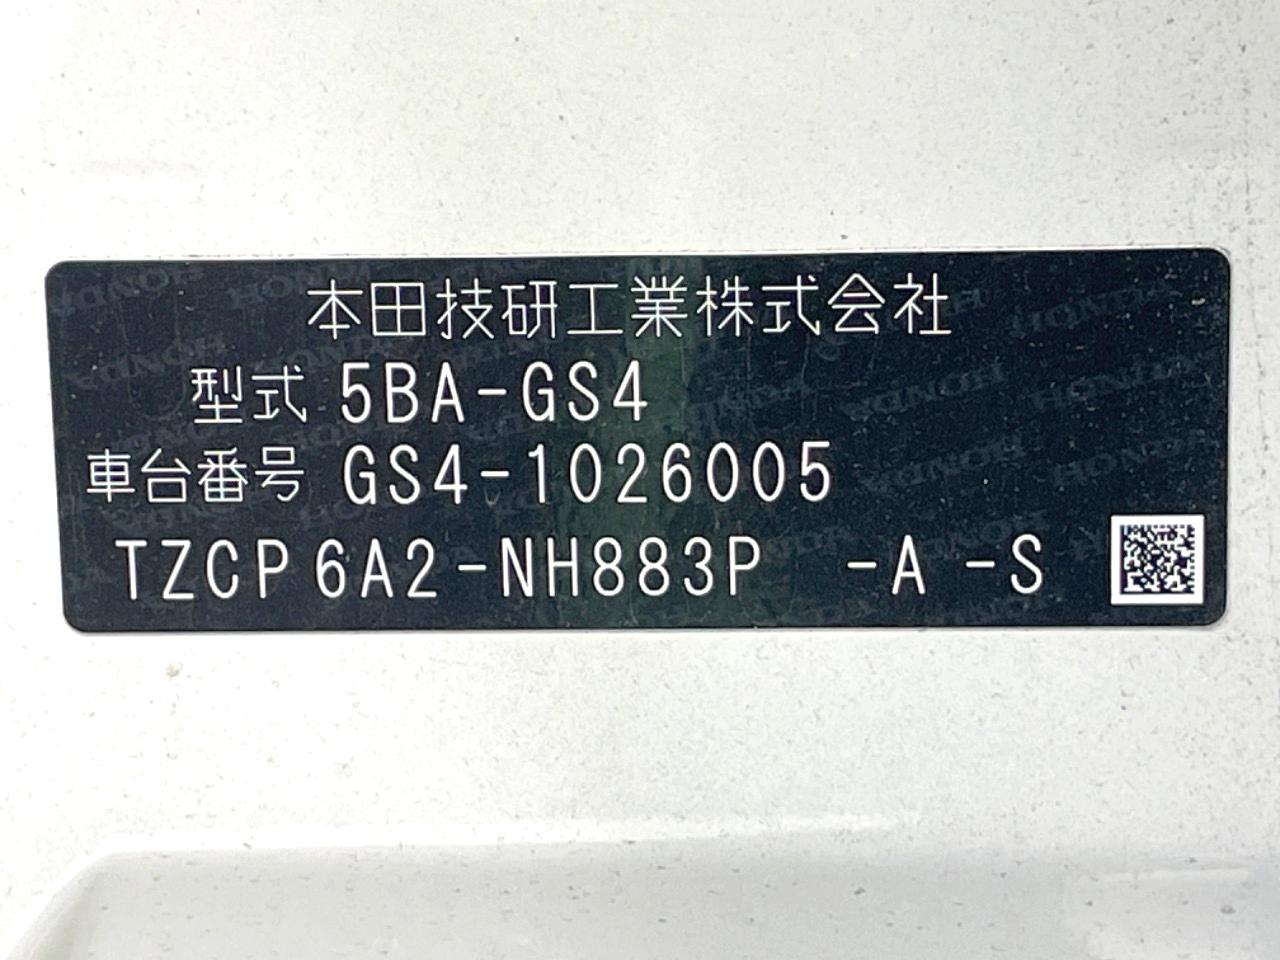 本田技研工業株式会社
型式 5BA-GS4
車台番号 GS4-1026005
TZCP 6A2-NH883P -A -S